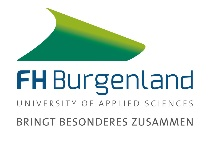 FH Burgenland
UNIVERSITY OF APPLIED SCIENCES
BRINGT BESONDERES ZUSAMMEN